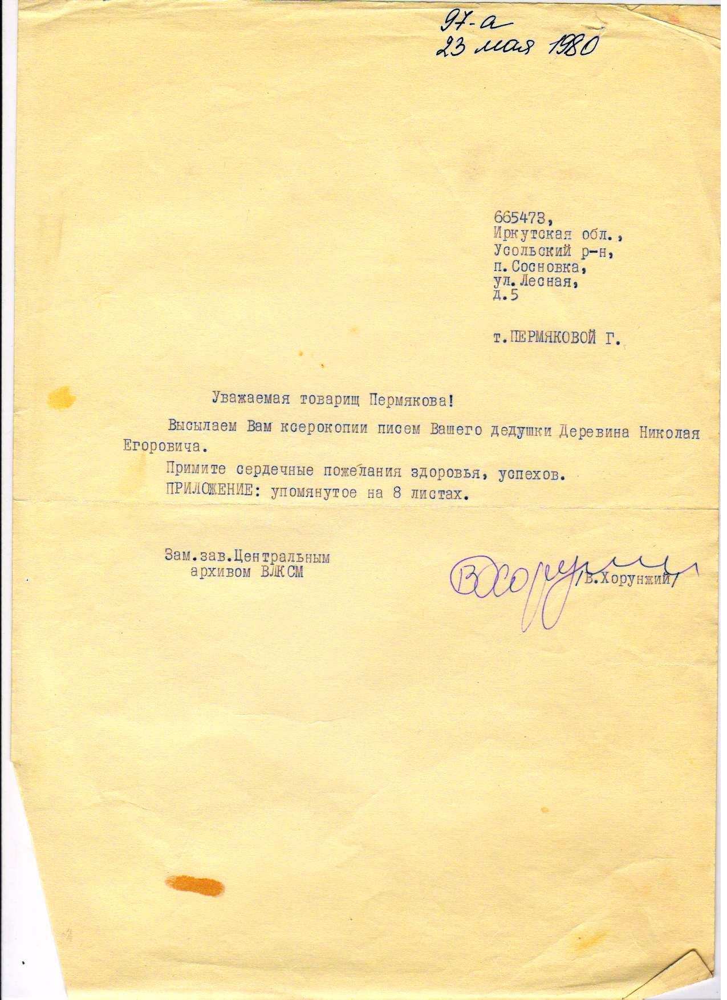 97-а
23 мая 1980
665473,
Иркутская обл.,
Усольский р-н,
п.Сосновка,
ул.Лесная,
д.5
т.ПЕРМЯКОВОЙ Г.
Уважаемая товарищ Пермякова!
Высылаем Вам ксерокопии писем Вашего дедушки Деревина Николая
Егоровича.
Примите сердечные пожелания здоровья, успехов.
ПРИЛОЖЕНИЕ: упомянутое на 8 листах.
Зам.зав.Центральным
архивом ВЛКСМ
/В.Хорунжий/